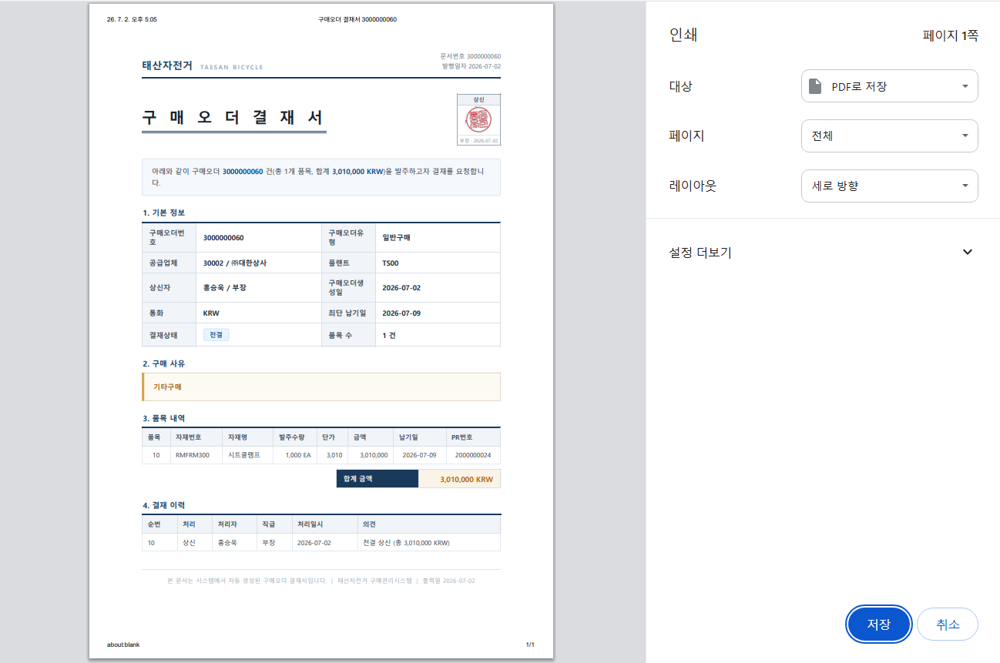 26. 7. 2. 오후 5:05
구매오더 결재서 3000000060
태산자전거 TAESAN BICYCLE
문서번호 3000000060
발행일자 2026-07-02
구 매 오 더 결 재 서
상신
부장 · 2026-07-02
아래와 같이 구매오더 3000000060 건(총 1개 품목, 합계 3,010,000 KRW)을 발주하고자 결재를 요청합니
다.
1. 기본 정보
구매오더번
호
3000000060
구매오더유
형
일반구매
공급업체 30002 / ㈜대한상사 플랜트 TS00
상신자 홍승욱 / 부장
구매오더생
성일
2026-07-02
통화 KRW 최단 납기일 2026-07-09
결재상태 전결 품목 수 1 건
2. 구매 사유
기타구매
3. 품목 내역
품목 자재번호 자재명 발주수량 단가 금액 납기일 PR번호
10 RMFRM300 시트클램프 1,000 EA 3,010 3,010,000 2026-07-09 2000000024
합계 금액 3,010,000 KRW
4. 결재 이력
순번 처리 처리자 직급 처리일시 의견
10 상신 홍승욱 부장 2026-07-02 전결 상신 (총 3,010,000 KRW)
본 문서는 시스템에서 자동 생성된 구매오더 결재서입니다. | 태산자전거 구매관리시스템 | 출력일 2026-07-02
about:blank
1/1
인쇄
페이지 1쪽
대상 PDF로 저장
페이지 전체
레이아웃 세로 방향
설정 더보기
저장 취소